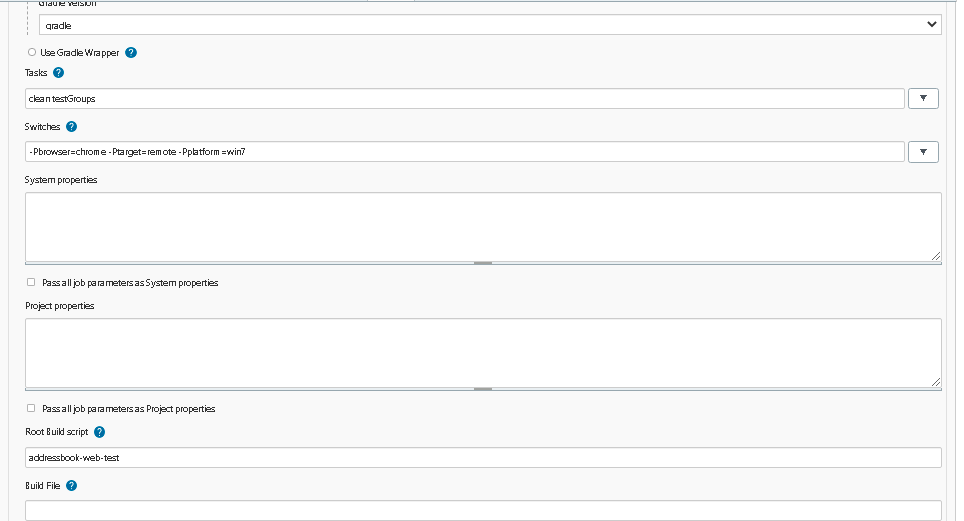 Gradle Version
gradle
Use Gradle Wrapper ?
Tasks ?
clean testGroups
Switches ?
-Pbrowser=chrome -Ptarget=remote -Pplatform=win7
System properties
Pass all job parameters as System properties
Project properties
Pass all job parameters as Project properties
Root Build script ?
addressbook-web-test
Build File ?